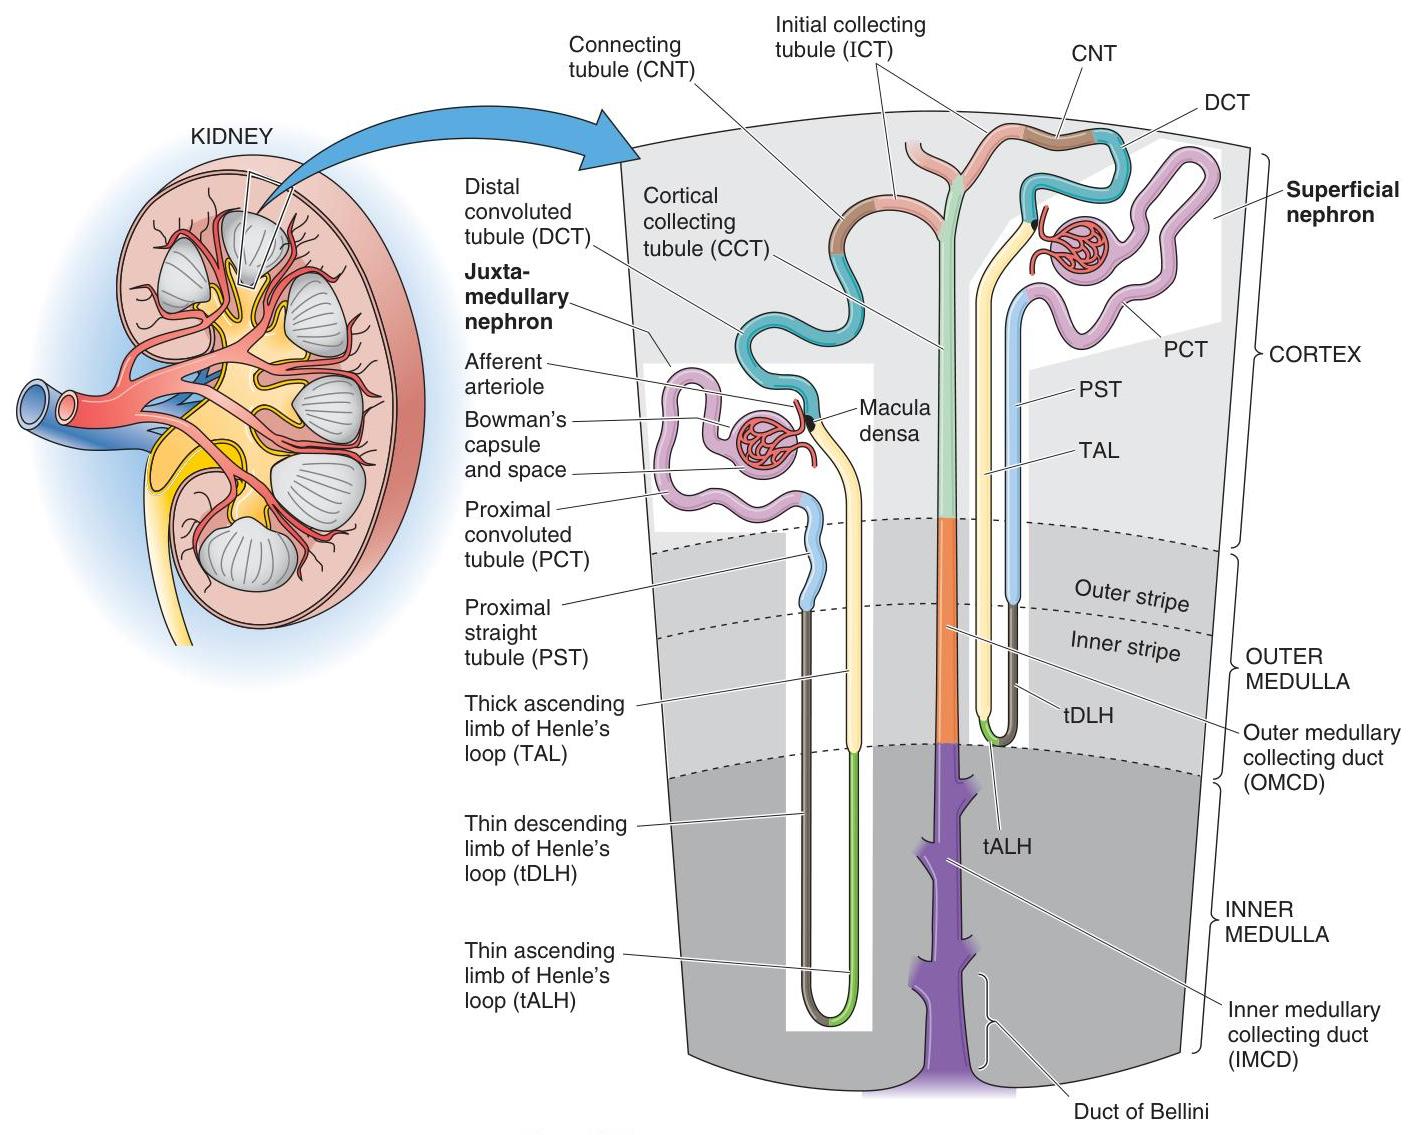 KIDNEY
Connecting
tubule (CNT)
Initial collecting
tubule (ICT)
CNT
DCT
Superficial
nephron
Distal
convoluted
tubule (DCT)
Cortical
collecting
tubule (CCT)
Juxta-
medullary
nephron
Afferent
arteriole
Bowman's
capsule
and space
Macula
densa
PCT
CORTEX
PST
TAL
Proximal
convoluted
tubule (PCT)
Proximal
straight
tubule (PST)
Outer stripe
Inner stripe
OUTER
MEDULLA
Thick ascending
limb of Henle's
loop (TAL)
tDLH
Outer medullary
collecting duct
(OMCD)
Thin descending
limb of Henle's
loop (tDLH)
tALH
INNER
MEDULLA
Thin ascending
limb of Henle's
loop (tALH)
Inner medullary
collecting duct
(IMCD)
Duct of Bellini